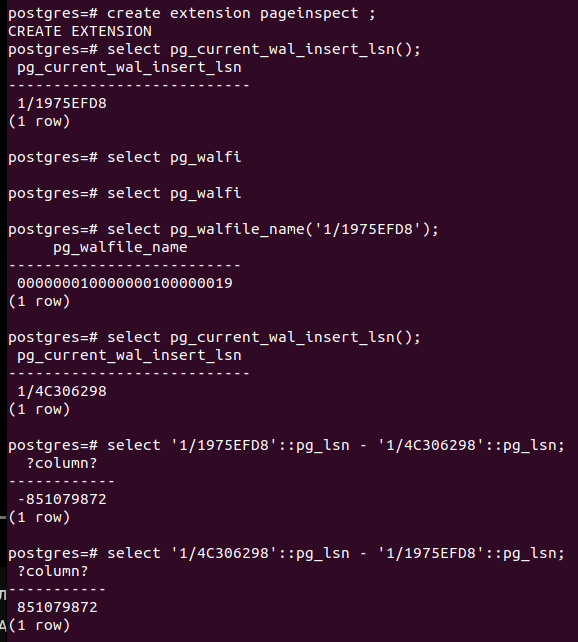 postgres=# create extension pageinspect ;
CREATE EXTENSION
postgres=# select pg_current_wal_insert_lsn();
 pg_current_wal_insert_lsn
---------------------------
 1/1975EFD8
(1 row)

postgres=# select pg_walfi

postgres=# select pg_walfi

postgres=# select pg_walfile_name('1/1975EFD8');
     pg_walfile_name
--------------------------
 000000010000000100000019
(1 row)

postgres=# select pg_current_wal_insert_lsn();
 pg_current_wal_insert_lsn
---------------------------
 1/4C306298
(1 row)

postgres=# select '1/1975EFD8'::pg_lsn - '1/4C306298'::pg_lsn;
  ?column?
------------
 -851079872
(1 row)

postgres=# select '1/4C306298'::pg_lsn - '1/1975EFD8'::pg_lsn;
 ?column?
-----------
 851079872
(1 row)